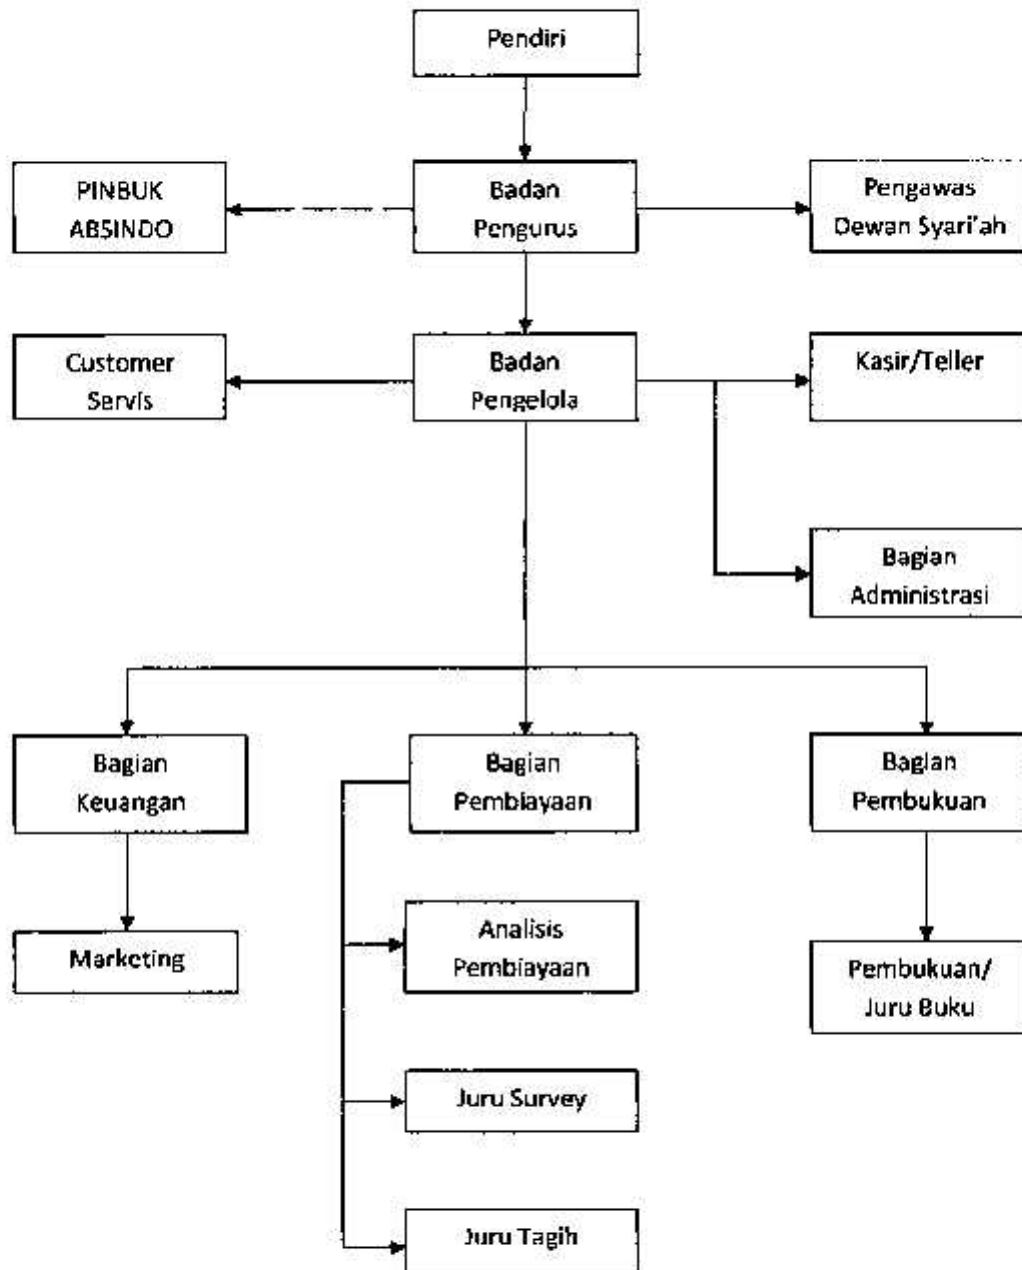 Pendiri
PINBUK
ABSINDO
Badan
Pengurus
Pengawas
Dewan Syari'ah
Customer
Servis
Badan
Pengelola
Kasir/Teller
Bagian
Administrasi
Bagian
Keuangan
Bagian
Pembiayaan
Bagian
Pembukuan
Marketing
Analisis
Pembiayaan
Pembukuan/
Juru Buku
Juru Survey
Juru Tagih